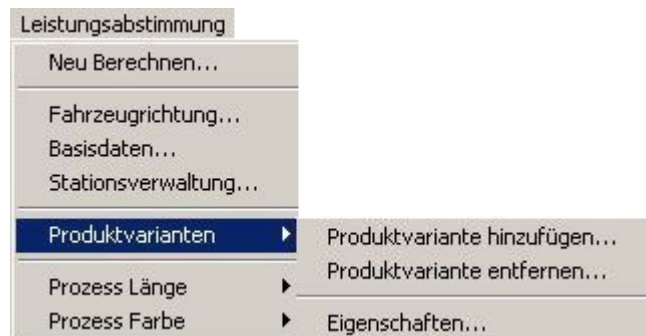 Leistungsabstimmung
Neu Berechnen...
Fahrzeugrichtung...
Basisdaten...
Stationsverwaltung...
Produktvarianten
Produktvariante hinzufügen...
Produktvariante entfernen...
Eigenschaften...
Prozess Länge
Prozess Farbe